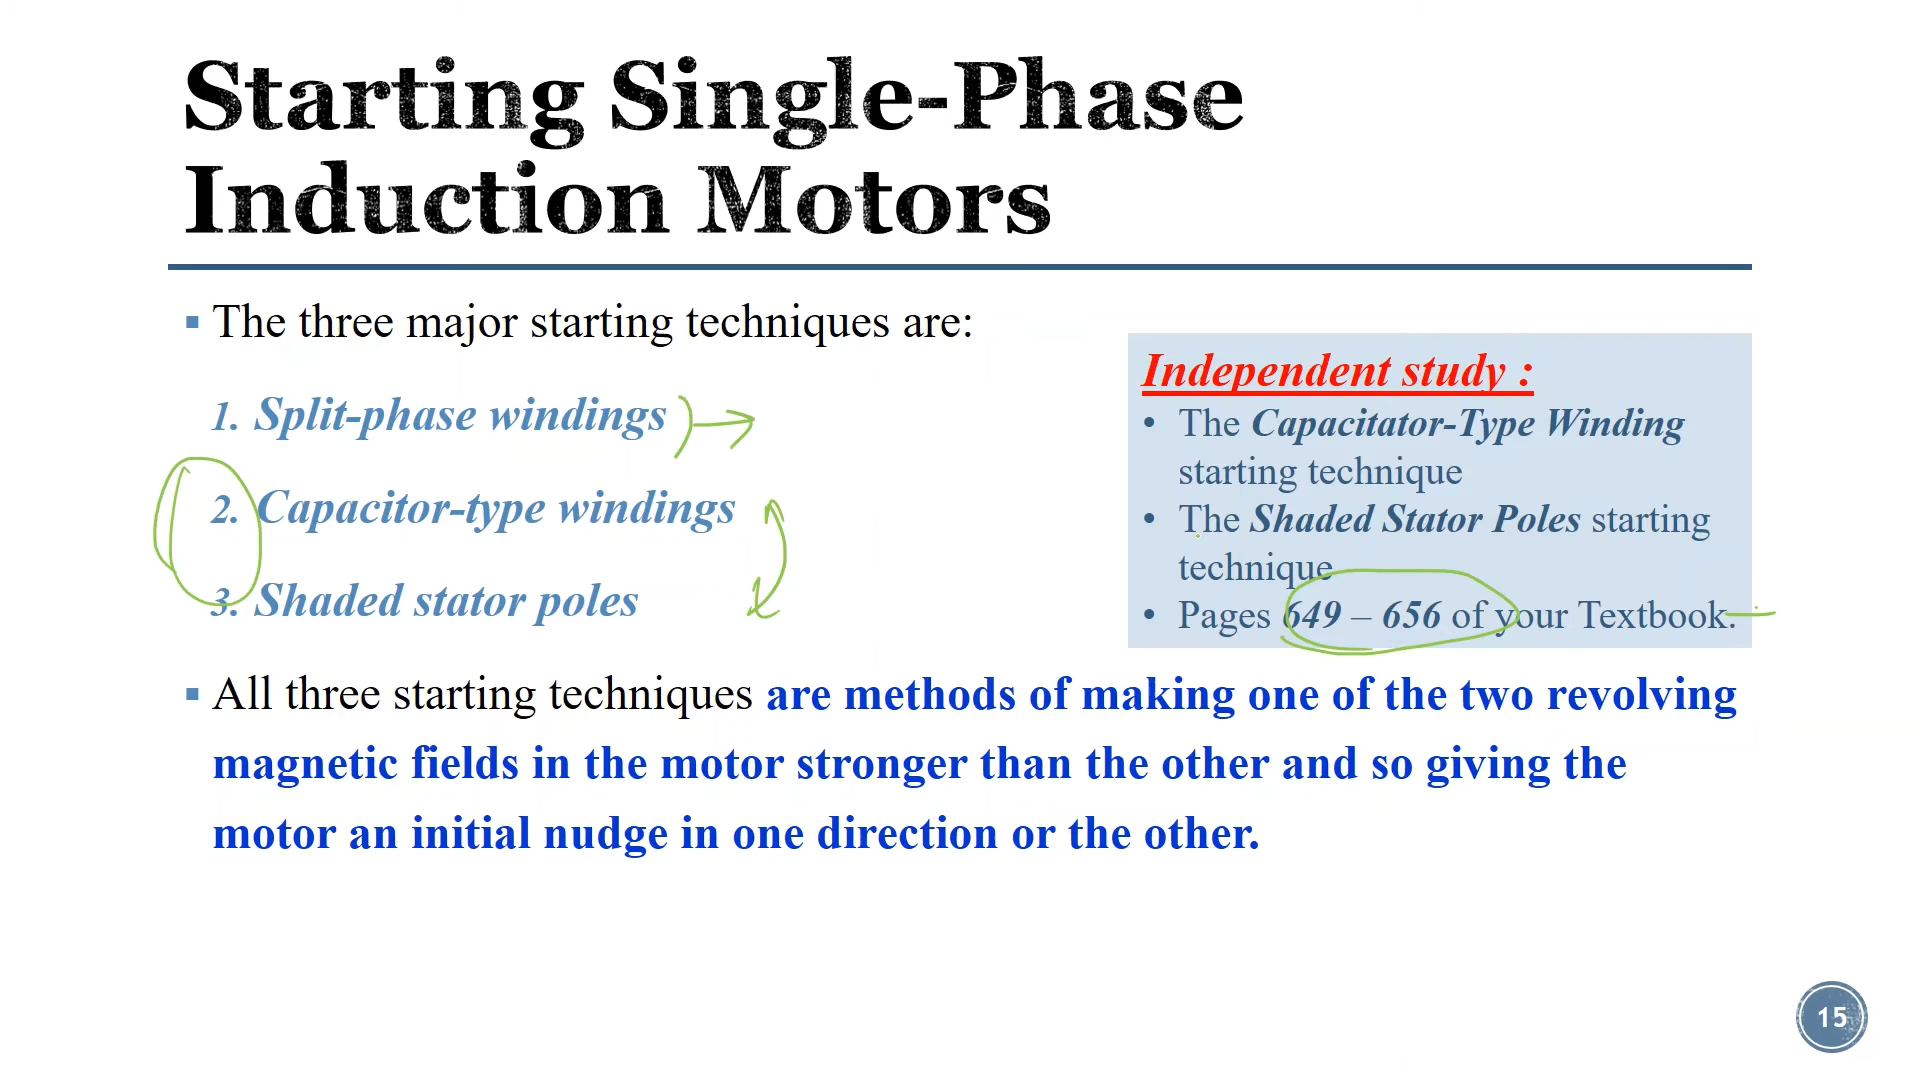 Starting Single-Phase
Induction Motors
▪ The three major starting techniques are:
1. Split-phase windings
2. Capacitor-type windings
3. Shaded stator poles
Independent study :
• The Capacitator-Type Winding
starting technique
• The Shaded Stator Poles starting
technique
• Pages 649 – 656 of your Textbook.
▪ All three starting techniques are methods of making one of the two revolving
magnetic fields in the motor stronger than the other and so giving the
motor an initial nudge in one direction or the other.
15